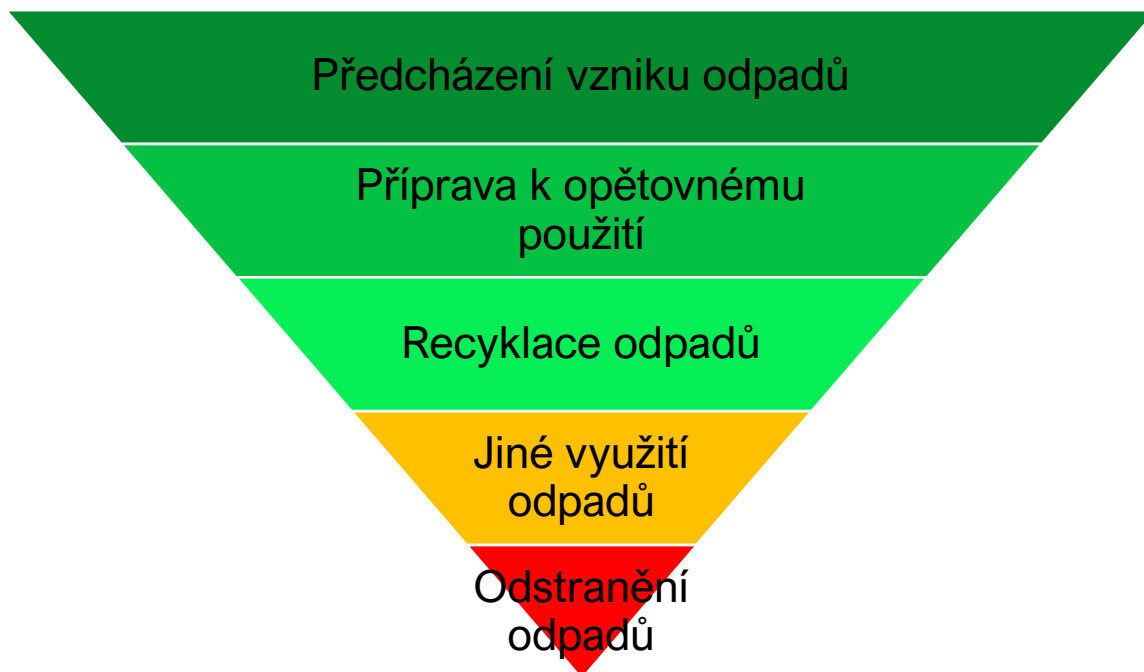 Předcházení vzniku odpadů
Příprava k opětovnému
použití
Recyklace odpadů
Jiné využití
odpadů
Odstranění
odpadů